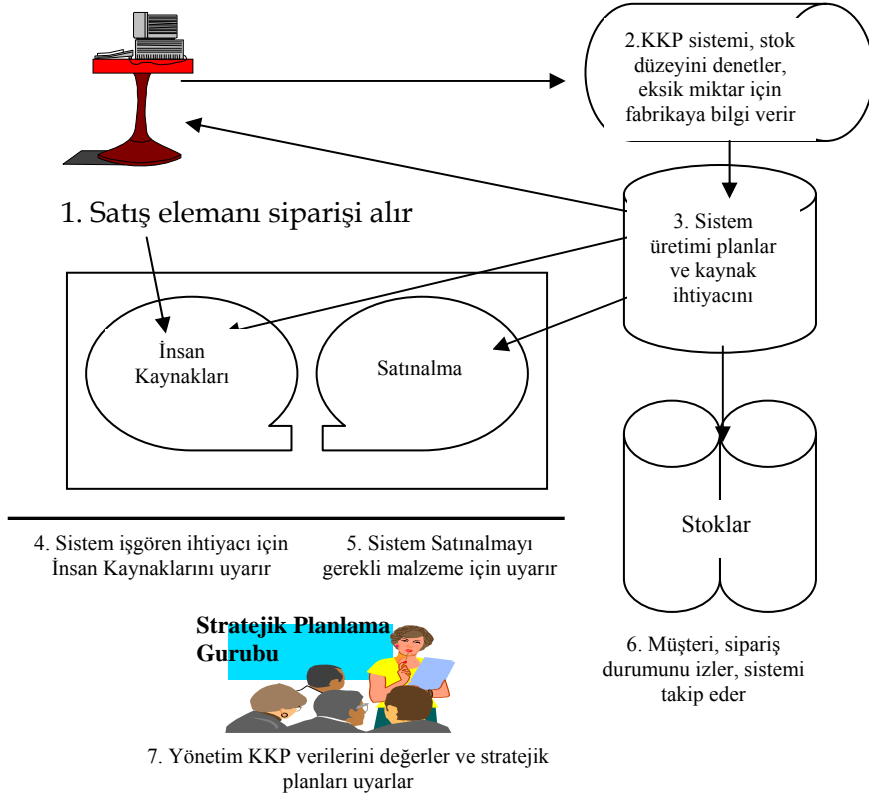 2.KKP sistemi, stok
düzeyini denetler,
eksik miktar için
fabrikaya bilgi verir
1. Satış elemanı siparişi alır
3. Sistem
üretimi planlar
ve kaynak
ihtiyacını
İnsan
Kaynakları
Satınalma
Stoklar
4. Sistem işgören ihtiyacı için
İnsan Kaynaklarını uyarır
5. Sistem Satınalmayı
gerekli malzeme için uyarır
6. Müşteri, sipariş
durumunu izler, sistemi
takip eder
Stratejik Planlama
Gurubu
7. Yönetim KKP verilerini değerler ve stratejik
planları uyarlar